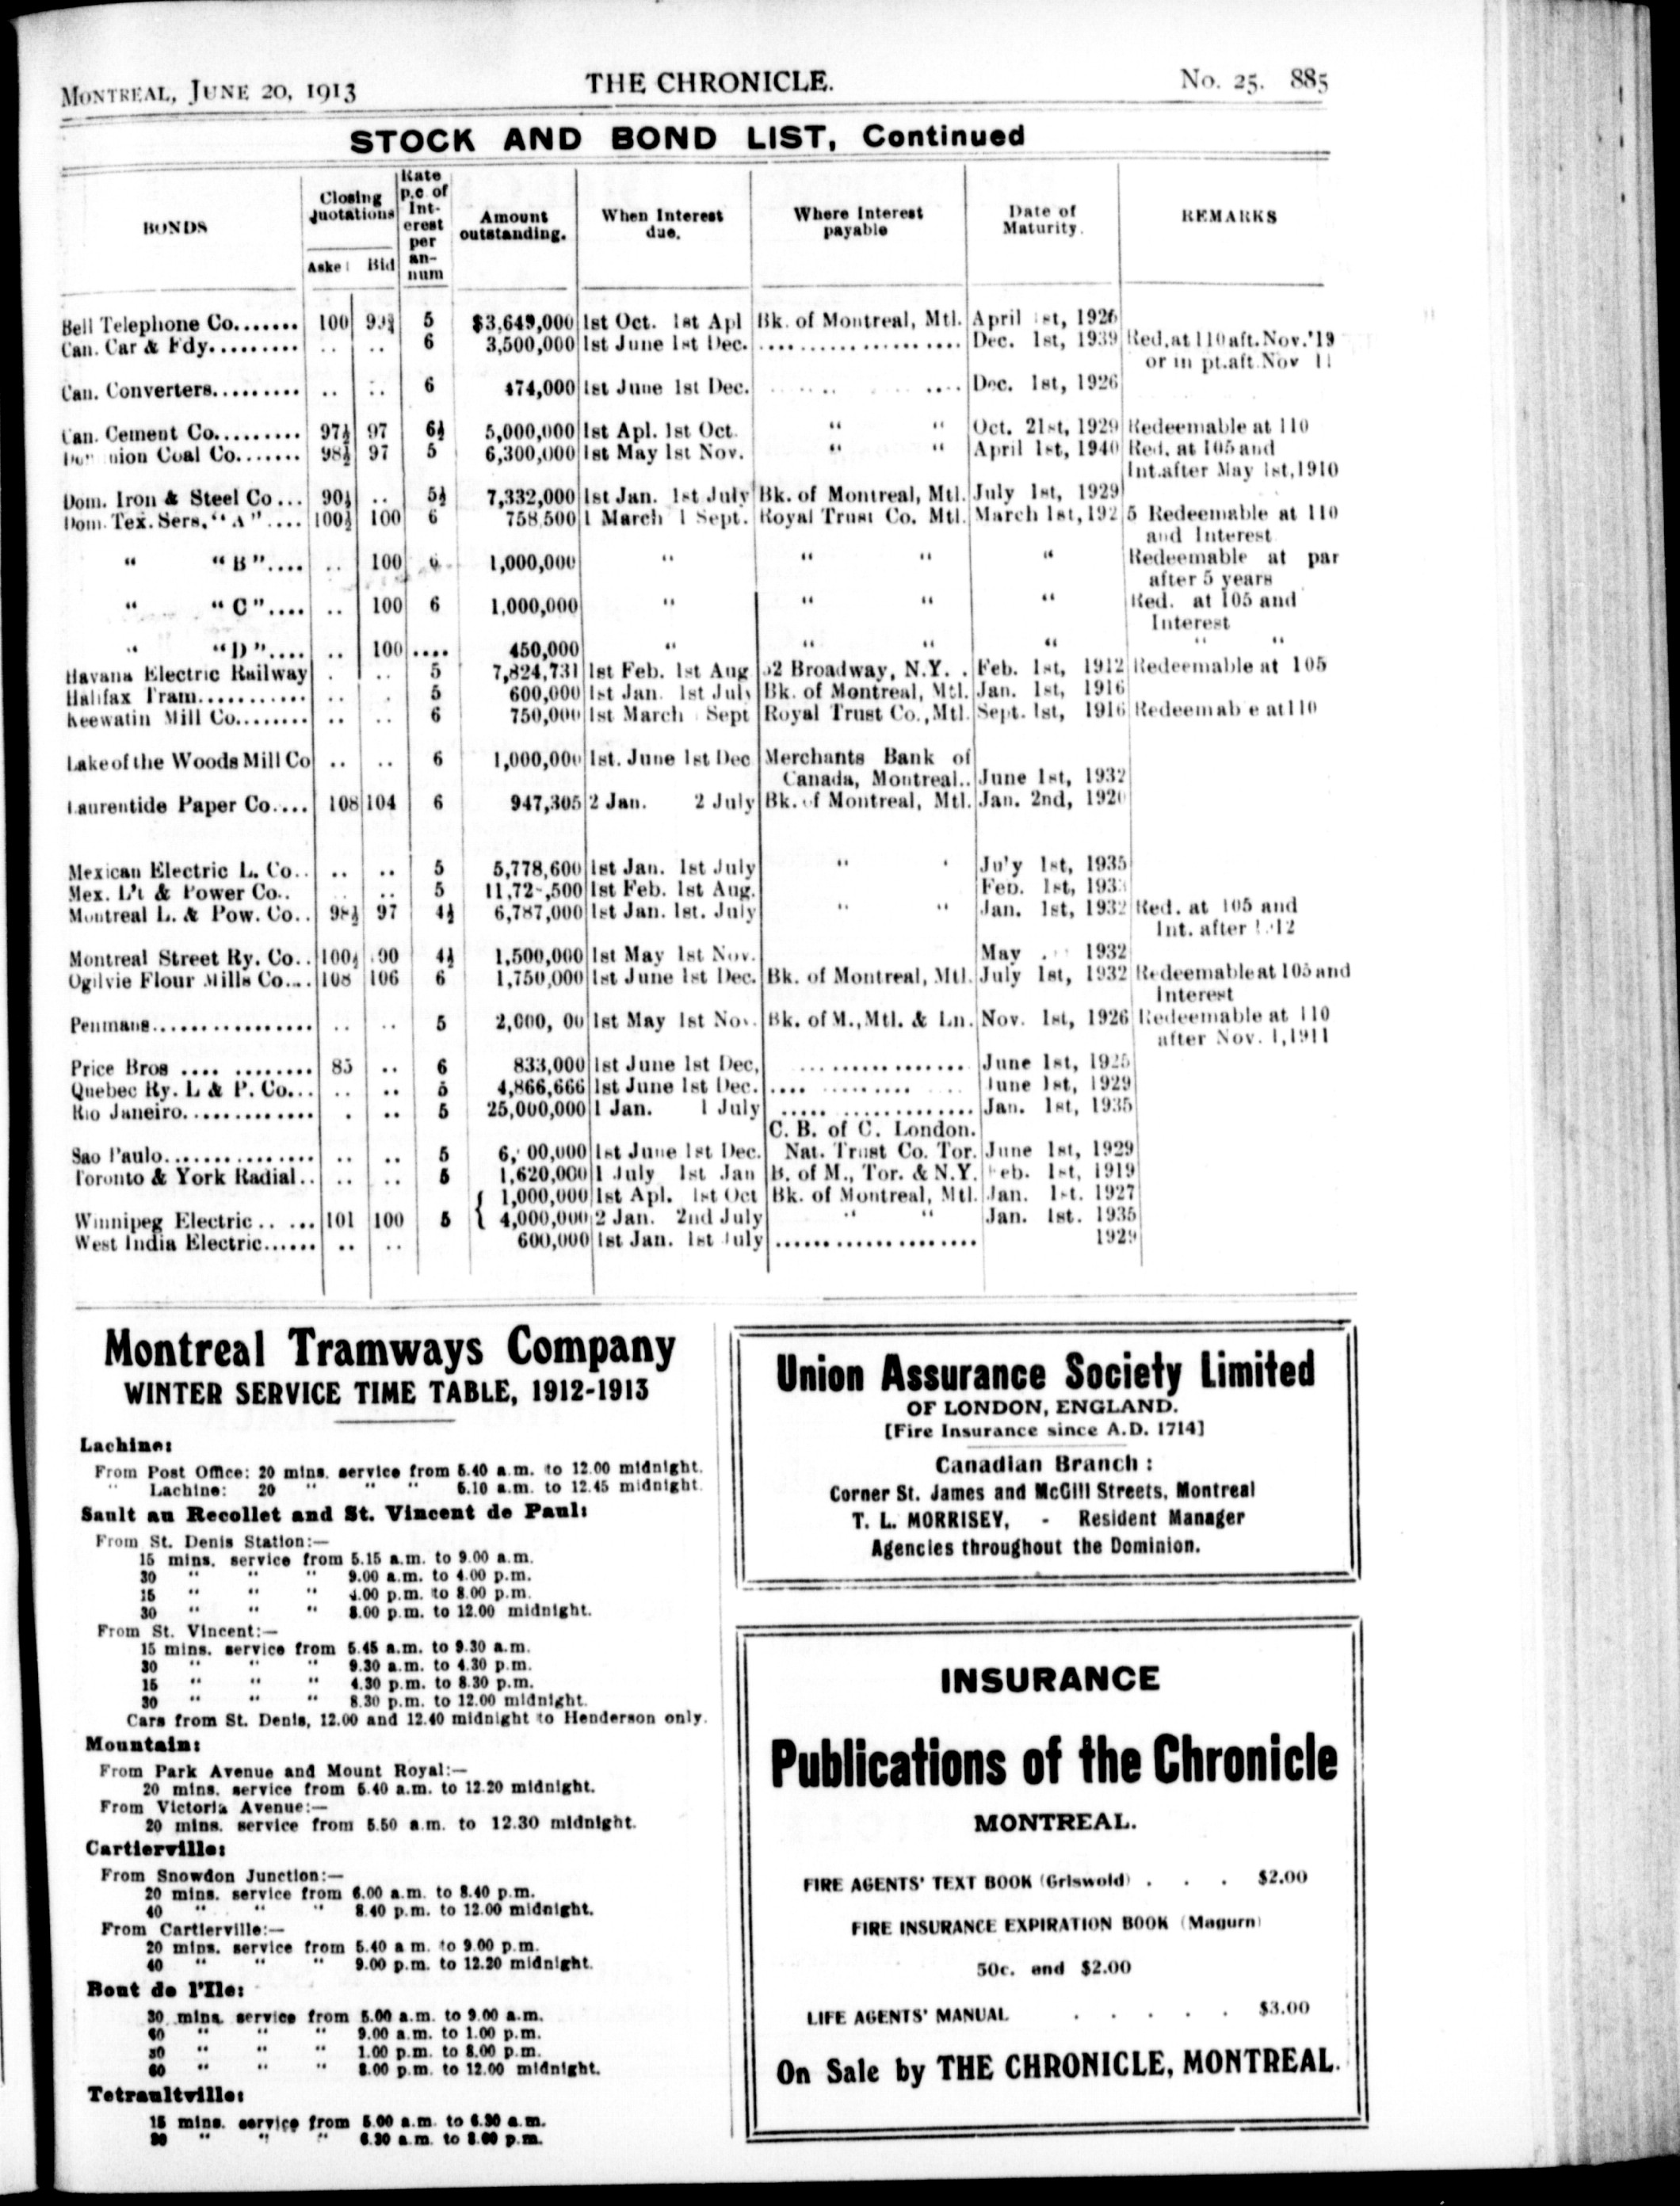 MONTREAL, JUNE 20, 1913 THE CHRONICLE. No. 25. 885
STOCK AND BOND LIST, Continued
BONDS Closing Quotations Asked Bid Rate p.c of Interest per annum Amount outstanding. When Interest due. Where Interest payable Date of Maturity. REMARKS
Bell Telephone Co....... 100 5 $3,649,000 1st Oct. 1st Apl Bk. of Montreal, Mtl. April 1st, 1926
Can. Car & Fdy......... .. .. 6 3,500,000 1st June 1st Dec. .................... Dec. 1st, 1939 Red. at 110 aft. Nov. '19
or in pt. aft. Nov 11
Can. Converters......... .. .. 6 474,000 1st June 1st Dec. Dec. 1st, 1926
Can. Cement Co......... 97½ 97 6½ 5,000,000 1st Apl. 1st Oct. " " Oct. 21st, 1929 Redeemable at 110
Dominion Coal Co....... 98½ 97 5 6,300,000 1st May 1st Nov. " " April 1st, 1940 Red. at 105 and
Int. after May 1st, 1910
Dom. Iron & Steel Co... 90½ .. 5½ 7,332,000 1st Jan. 1st July Bk. of Montreal, Mtl. July 1st, 1929
Dom. Tex. Sers. "A".... 100½ 100 6 758,500 1 March 1 Sept. Royal Trust Co. Mtl. March 1st, 1925 Redeemable at 110
and Interest
" "B".... .. 100 6 1,000,000 " " " " Redeemable at par
after 5 years
" "C".... .. 100 6 1,000,000 " " " " Red. at 105 and
Interest
" "D".... .. 100 .... 450,000 " " " " " "
Havana Electric Railway . .. 5 7,824,731 1st Feb. 1st Aug 52 Broadway, N.Y. . Feb. 1st, 1912 Redeemable at 105
Halifax Tram........... .. . 5 600,000 1st Jan. 1st July Bk. of Montreal, Mtl. Jan. 1st, 1916
Keewatin Mill Co........ .. .. 6 750,000 1st March Sept Royal Trust Co., Mtl. Sept. 1st, 1916 Redeemab e at 110
Lake of the Woods Mill Co .. .. 6 1,000,000 1st. June 1st Dec Merchants Bank of
Canada, Montreal.. June 1st, 1932
Laurentide Paper Co.... 108 104 6 947,305 2 Jan. 2 July Bk. of Montreal, Mtl. Jan. 2nd, 1920
Mexican Electric L. Co.. .. .. 5 5,778,600 1st Jan. 1st July " " July 1st, 1935
Mex. L't & Power Co.. .. .. 5 1st Feb. 1st Aug. Feb. 1st,
Montreal L. & Pow. Co.. 98½ 97 4½ 6,787,000 1st Jan. 1st. July " " Jan. 1st, 1932 Red. at 105 and
Int. after
Montreal Street Ry. Co.. 100½ 4½ 1,500,000 1st May 1st Nov. May 1932
Ogilvie Flour Mills Co... 108 106 6 1,750,000 1st June 1st Dec. Bk. of Montreal, Mtl. July 1st, 1932 Redeemable at 105 and
Interest
Penmans................ .. .. 5 1st May 1st Nov. Bk. of M., Mtl. & Ln. Nov. 1st, 1926 Redeemable at 110
after Nov. 1, 1911
Price Bros .... ........ 85 .. 6 833,000 1st June 1st Dec, ................ June 1st, 1925
Quebec Ry. L & P. Co... .. .. 5 4,866,666 1st June 1st Dec. .... June 1st, 1929
Rio Janeiro............. . .. 5 25,000,000 1 Jan. 1 July ..... .............. Jan. 1st, 1935
C. B. of C. London.
Sao Paulo............... .. .. 5 1st June 1st Dec. Nat. Trust Co. Tor. June 1st, 1929
Toronto & York Radial.. .. .. 5 1,620,000 1 July 1st Jan B. of M., Tor. & N.Y. Feb. 1st, 1919
{ 1,000,000 1st Apl. 1st Oct Bk. of Montreal, Mtl. Jan. 1st. 1927
Winnipeg Electric.. ... 101 100 5 { 4,000,000 2 Jan. 2nd July " " Jan. 1st. 1935
West India Electric...... .. .. 600,000 1st Jan. 1st July ...................... 1929
Montreal Tramways Company
WINTER SERVICE TIME TABLE, 1912-1913
Lachine:
From Post Office: 20 mins. service from 5.40 a.m. to 12.00 midnight.
" Lachine: 20 " " " 5.10 a.m. to 12.45 midnight.
Sault au Recollet and St. Vincent de Paul:
From St. Denis Station:—
15 mins. service from 5.15 a.m. to 9.00 a.m.
30 " " " 9.00 a.m. to 4.00 p.m.
15 " " " 4.00 p.m. to 8.00 p.m.
30 " " " 8.00 p.m. to 12.00 midnight.
From St. Vincent:—
15 mins. service from 5.45 a.m. to 9.30 a.m.
30 " " " 9.30 a.m. to 4.30 p.m.
15 " " " 4.30 p.m. to 8.30 p.m.
30 " " " 8.30 p.m. to 12.00 midnight.
Cars from St. Denis, 12.00 and 12.40 midnight to Henderson only.
Mountain:
From Park Avenue and Mount Royal:—
20 mins. service from 5.40 a.m. to 12.20 midnight.
From Victoria Avenue:—
20 mins. service from 5.50 a.m. to 12.30 midnight.
Cartierville:
From Snowdon Junction:—
20 mins. service from 6.00 a.m. to 8.40 p.m.
40 " " " 8.40 p.m. to 12.00 midnight.
From Cartierville:—
20 mins. service from 5.40 a m. to 9.00 p.m.
40 " " " 9.00 p.m. to 12.20 midnight.
Bout de l'Ile:
30 mins. service from 5.00 a.m. to 9.00 a.m.
60 " " " 9.00 a.m. to 1.00 p.m.
30 " " " 1.00 p.m. to 8.00 p.m.
60 " " " 8.00 p.m. to 12.00 midnight.
Tetraultville:
15 mins. service from 5.00 a.m. to 6.30 a.m.
30 " " " 6.30 a.m. to 8.00 p.m.
Union Assurance Society Limited
OF LONDON, ENGLAND.
[Fire Insurance since A.D. 1714]
Canadian Branch:
Corner St. James and McGill Streets, Montreal
T. L. MORRISEY, - Resident Manager
Agencies throughout the Dominion.
INSURANCE
Publications of the Chronicle
MONTREAL.
FIRE AGENTS' TEXT BOOK (Griswold) . . . $2.00
FIRE INSURANCE EXPIRATION BOOK (Magurn)
50c. and $2.00
LIFE AGENTS' MANUAL . . . . . $3.00
On Sale by THE CHRONICLE, MONTREAL.